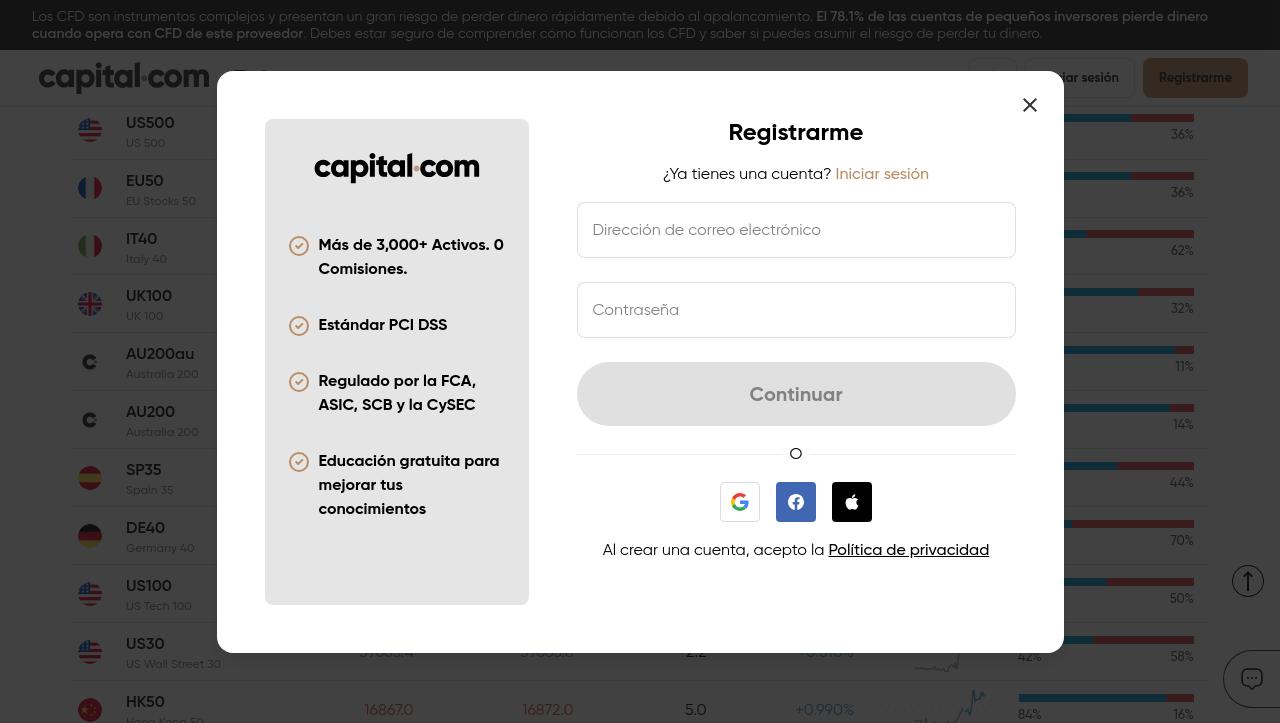 Los CFD son instrumentos complejos y presentan un gran riesgo de perder dinero rápidamente debido al apalancamiento. El 78.1% de las cuentas de pequeños inversores pierde dinero
cuando opera con CFD de este proveedor. Debes estar seguro de comprender cómo funcionan los CFD y saber si puedes asumir el riesgo de perder tu dinero.
capital.com
sesión
Registrarme
US500
US 500
36%
EU50
EU Stocks 50
36%
IT40
Italy 40
62%
UK100
UK 100
32%
AU200au
Australia 200
11%
AU200
Australia 200
14%
SP35
Spain 35
44%
DE40
Germany 40
70%
US100
US Tech 100
50%
US30
US Wall Street 30
42%
58%
HK50
16867.0
16872.0
5.0
+0.990%
84%
16%
Hong Kong 50
capital.com
Más de 3,000+ Activos. 0
Comisiones.
Estándar PCI DSS
Regulado por la FCA,
ASIC, SCB y la CySEC
Educación gratuita para
mejorar tus
conocimientos
Registrarme
¿Ya tienes una cuenta? Iniciar sesión
Dirección de correo electrónico
Contraseña
Continuar
O
Al crear una cuenta, acepto la Política de privacidad